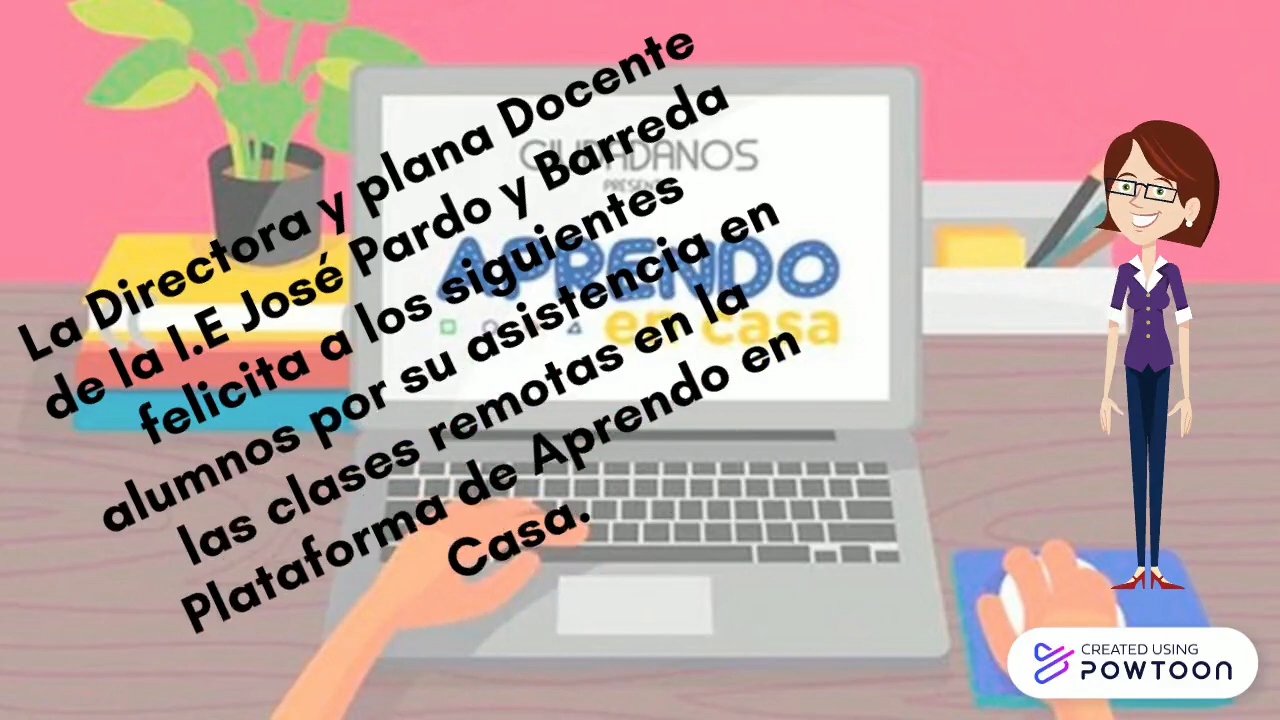 La Directora y plana Docente
de la I.E José Pardo y Barreda
felicita a los siguientes
alumnos por su asistencia en
las clases remotas en la
Plataforma de Aprendo en
Casa.
CIUDADANOS
APRENDO
en casa
CREATED USING
POWTOON